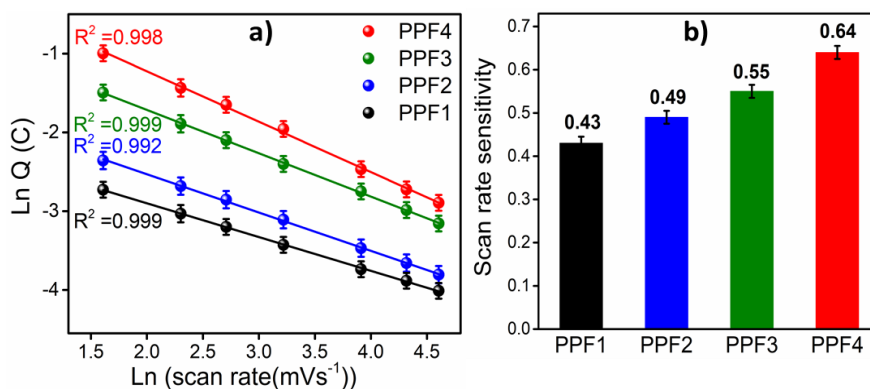 a)
R²=0.998
PPF4
PPF3
PPF2
PPF1
R²=0.999
R²=0.992
R²=0.999
-1
-2
-3
-4
Ln Q (C)
1.5 2.0 2.5 3.0 3.5 4.0 4.5
Ln (scan rate(mVs⁻¹))
b)
0.43
0.49
0.55
0.64
0.7
0.6
0.5
0.4
0.3
0.2
0.1
0.0
Scan rate sensitivity
PPF1 PPF2 PPF3 PPF4